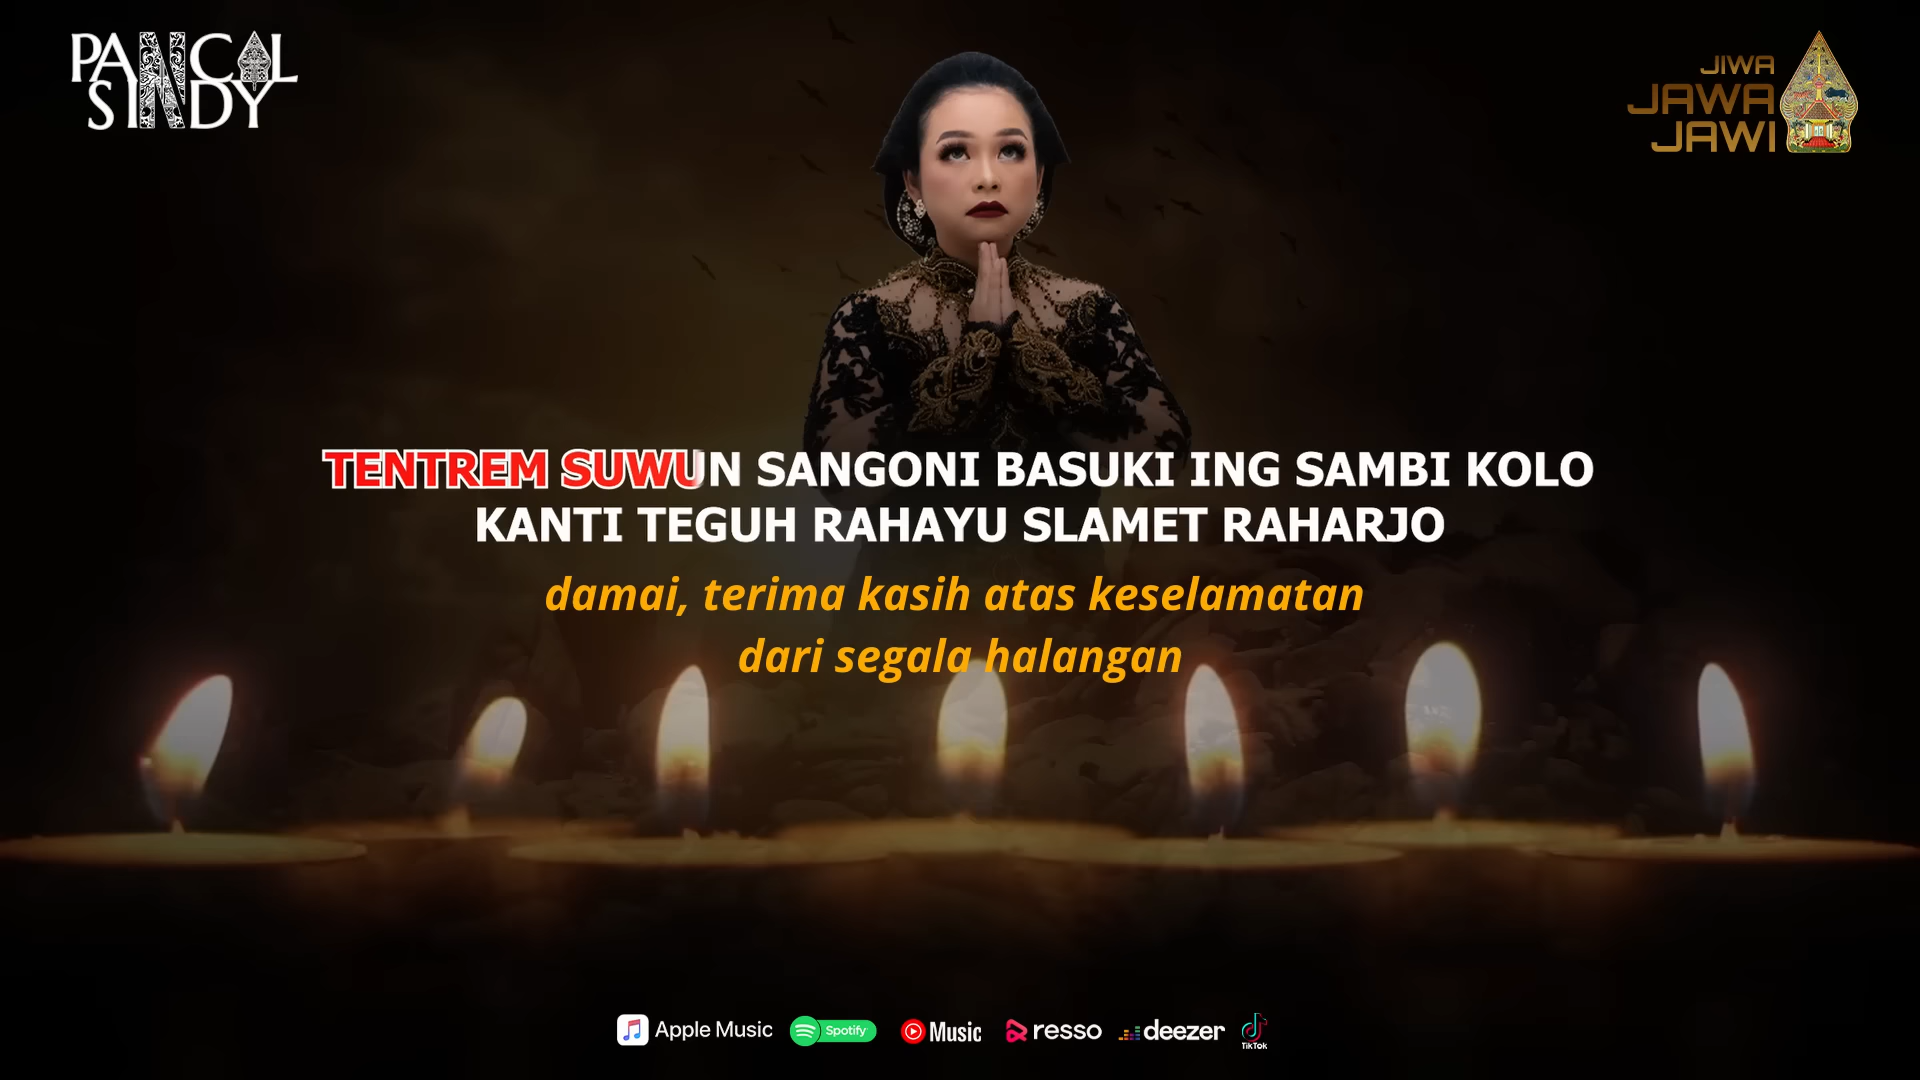 PANCAL
SINDY
JIWA
JAWA
JAWI
TENTREM SUWUN SANGONI BASUKI ING SAMBI KOLO
KANTI TEGUH RAHAYU SLAMET RAHARJO
damai, terima kasih atas keselamatan
dari segala halangan
Apple Music Spotify Music resso deezer TikTok